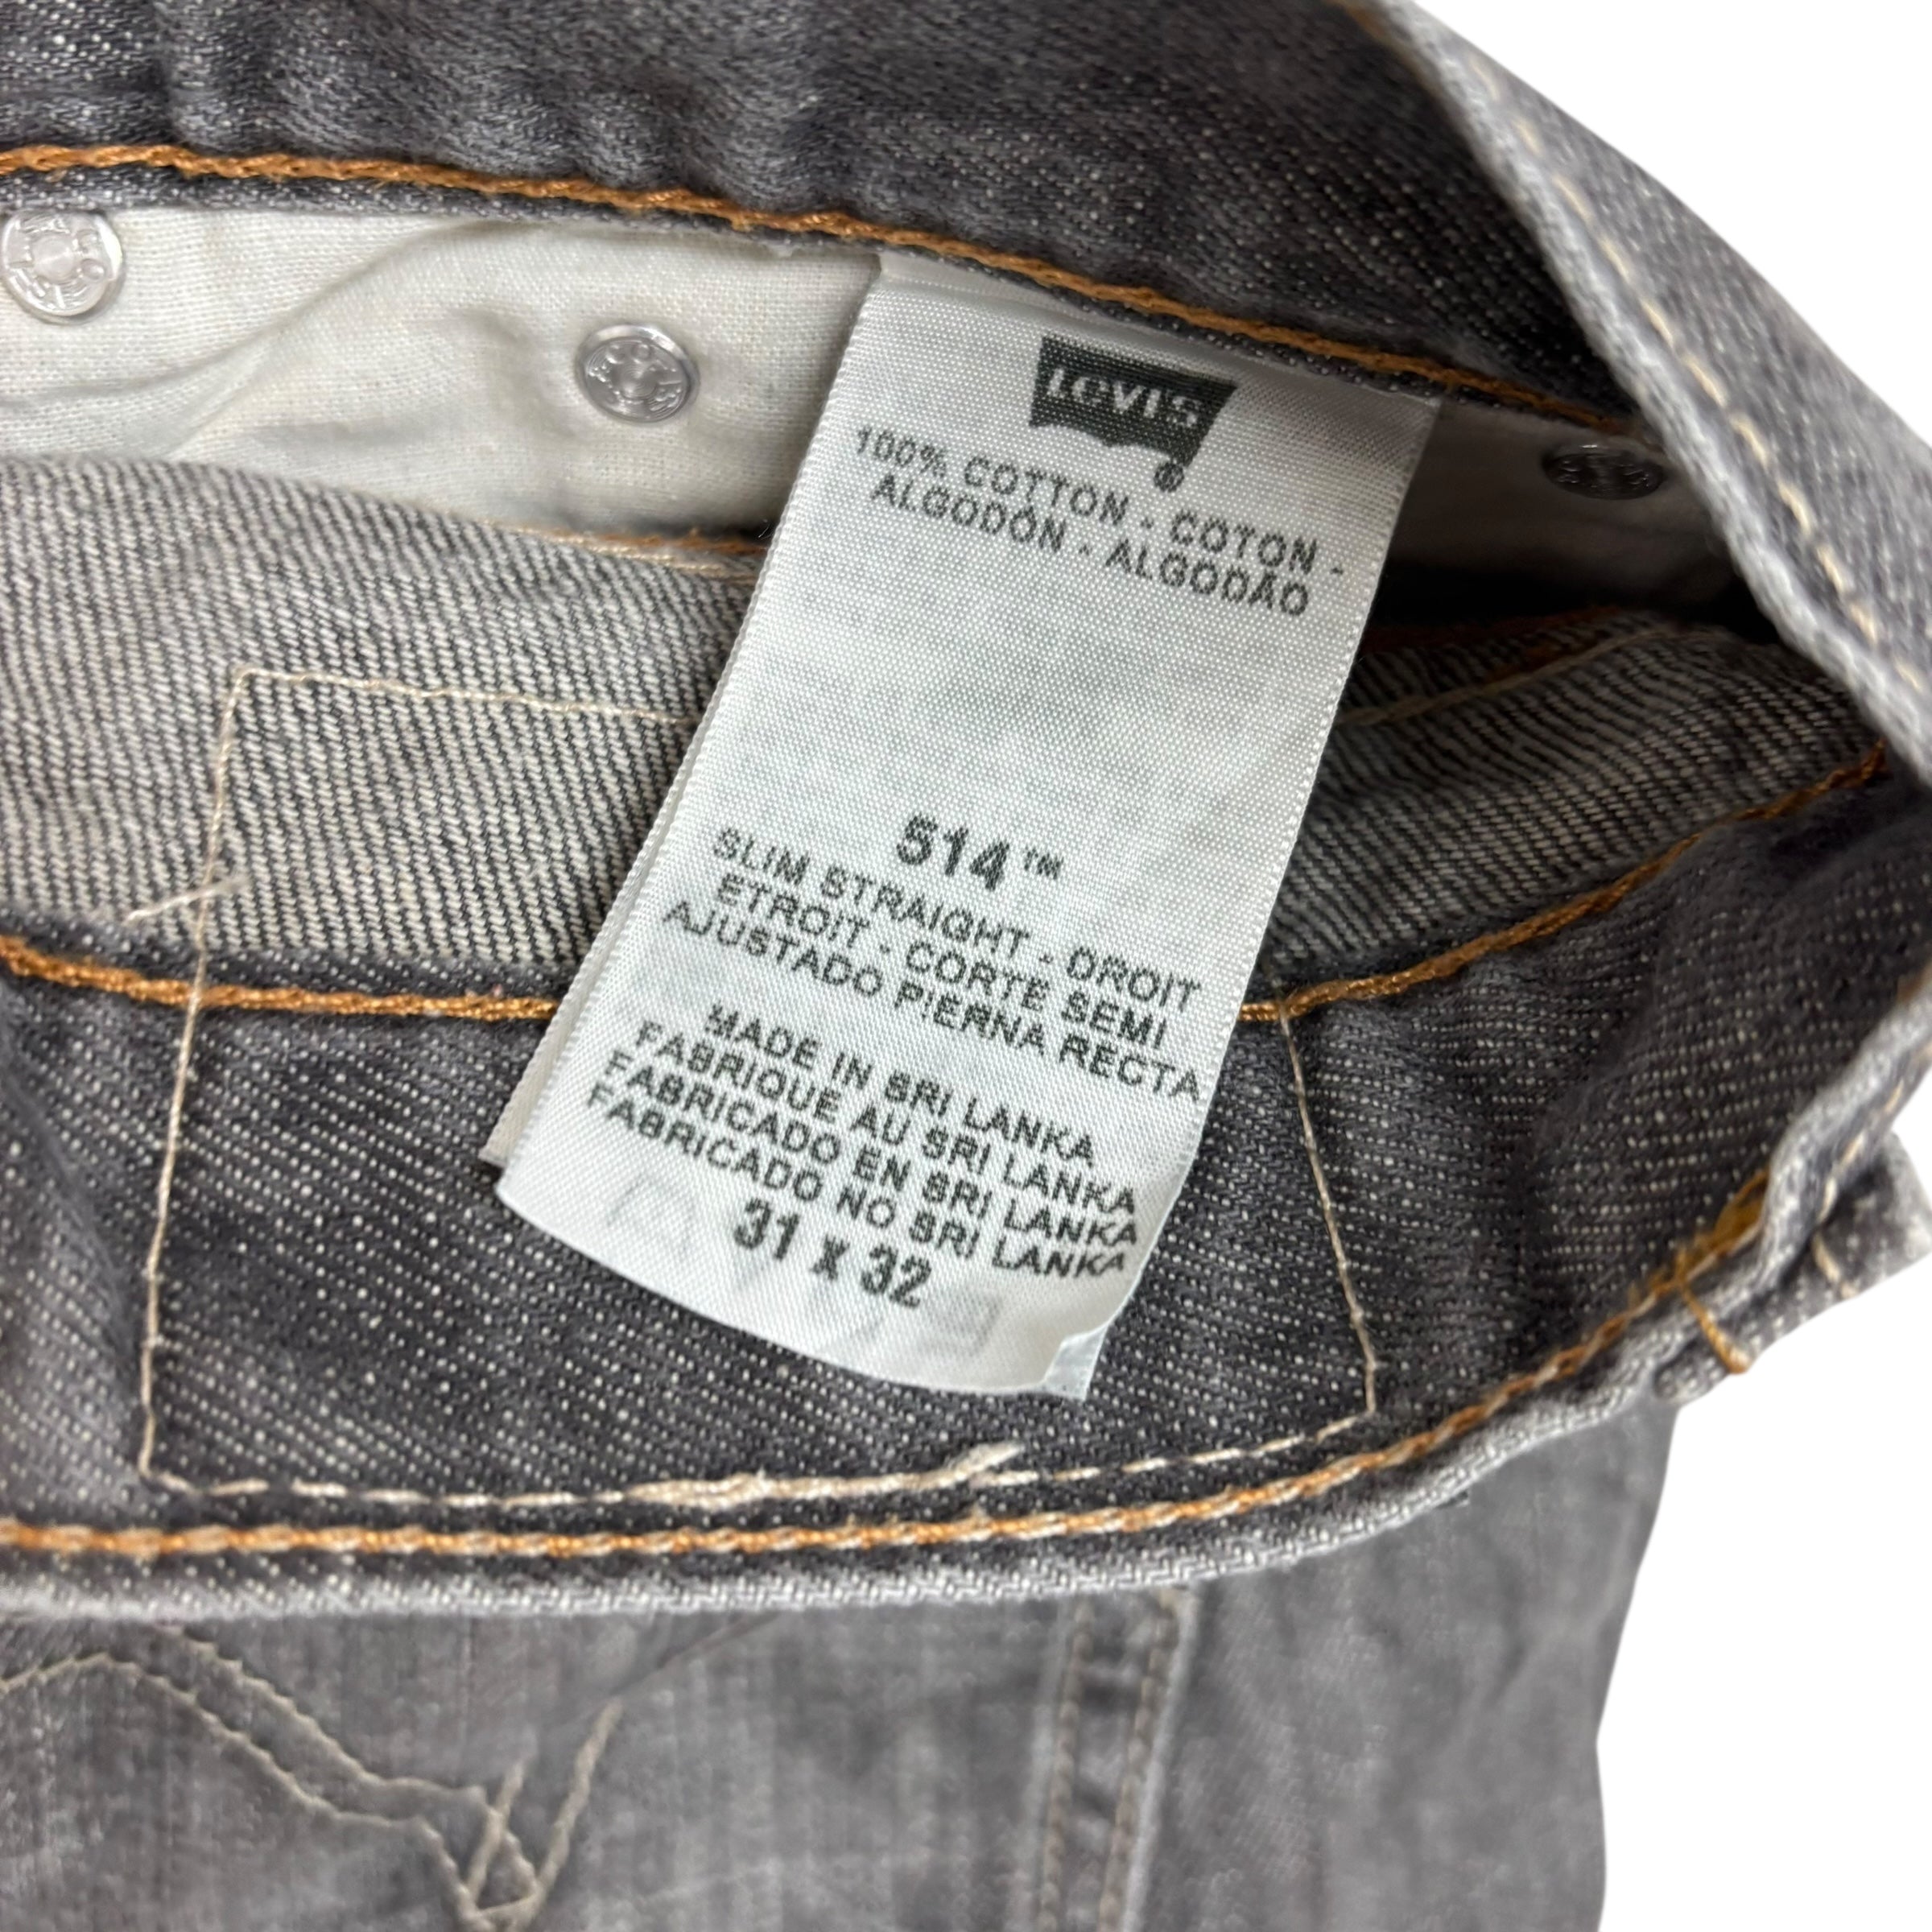 Levi's
®
100% COTTON - COTON -
ALGODÓN - ALGODÃO
514™
SLIM STRAIGHT - DROIT
ETROIT - CORTE SEMI
AJUSTADO PIERNA RECTA
MADE IN SRI LANKA
FABRIQUE AU SRI LANKA
FABRICADO EN SRI LANKA
FABRICADO NO SRI LANKA
31 X 32